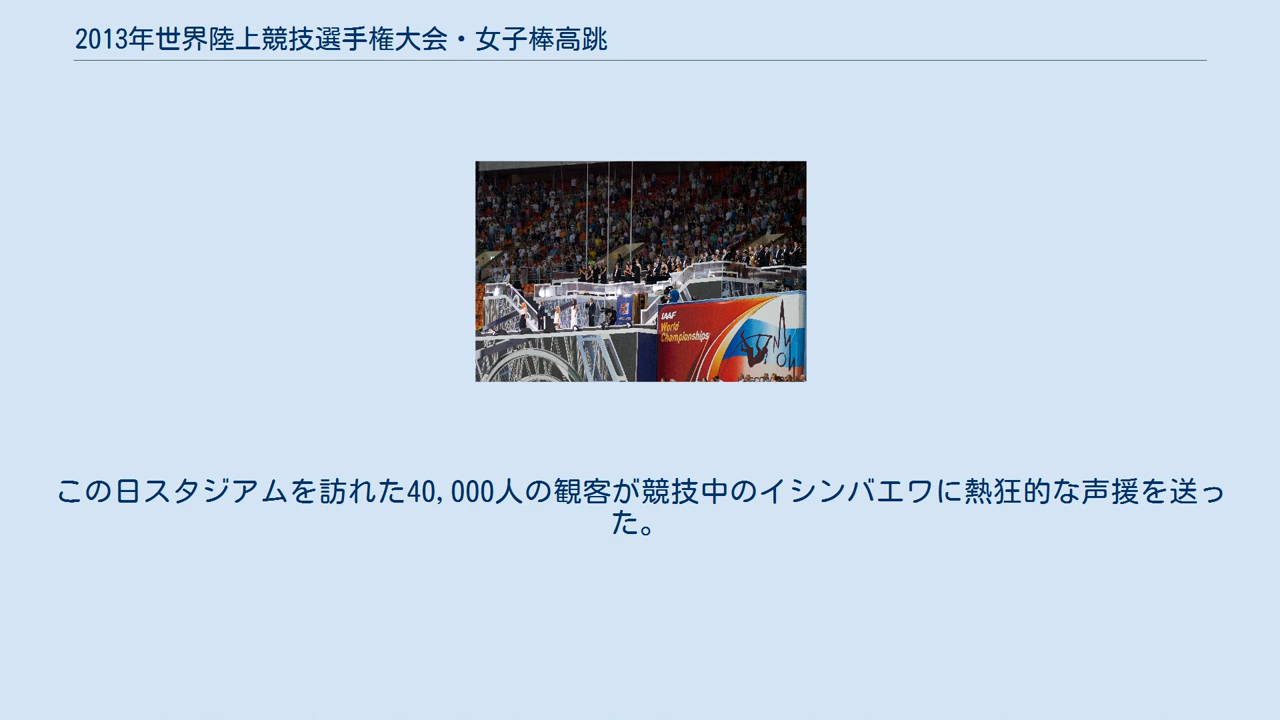 2013年世界陸上競技選手権大会・女子棒高跳
IAAF
World
Championships
この日スタジアムを訪れた40,000人の観客が競技中のイシンバエワに熱狂的な声援を送っ
た。